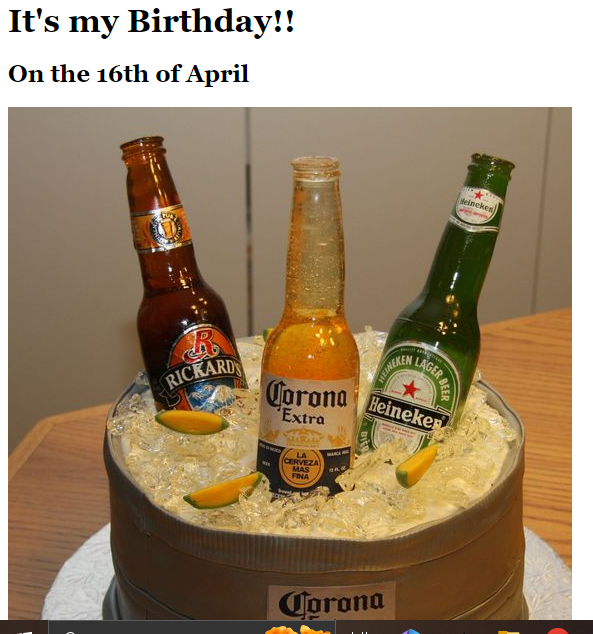 It's my Birthday!!
On the 16th of April
Heineken
RICKARD'S
Corona
Extra
LA
CERVEZA
MAS
FINA
HEINEKEN LAGER BEER
Heineken
Corona